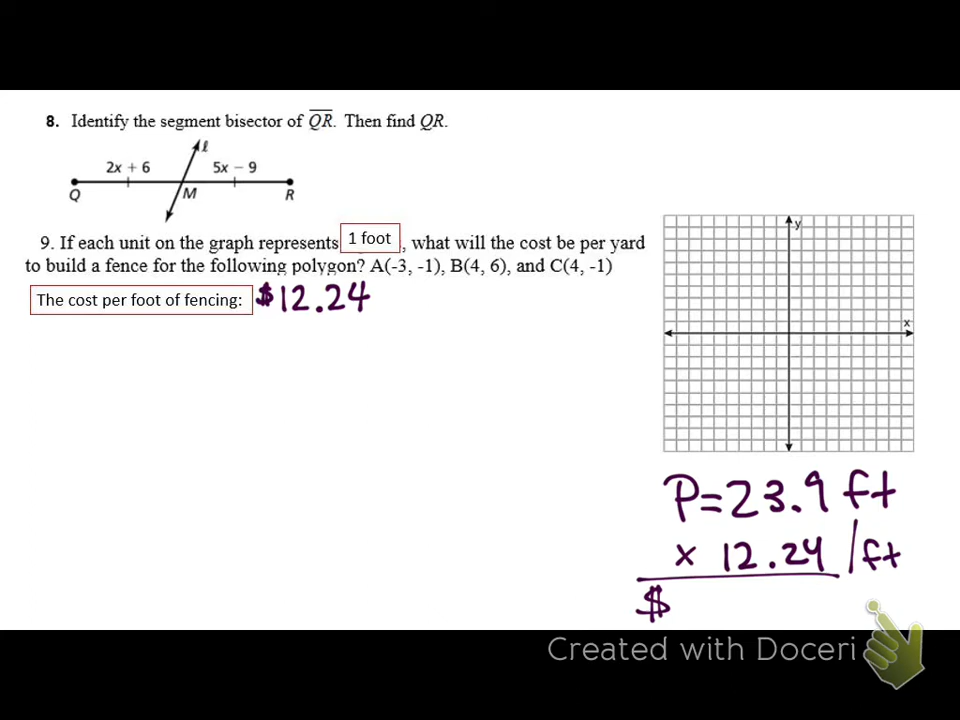 8. Identify the segment bisector of QR. Then find QR.
ℓ
2x + 6 5x − 9
Q M R
9. If each unit on the graph represents 1 foot, what will the cost be per yard
to build a fence for the following polygon? A(-3, -1), B(4, 6), and C(4, -1)
The cost per foot of fencing: $12.24
y
x
P=23.9 ft
x 12.24/ft
$
Created with Doceri